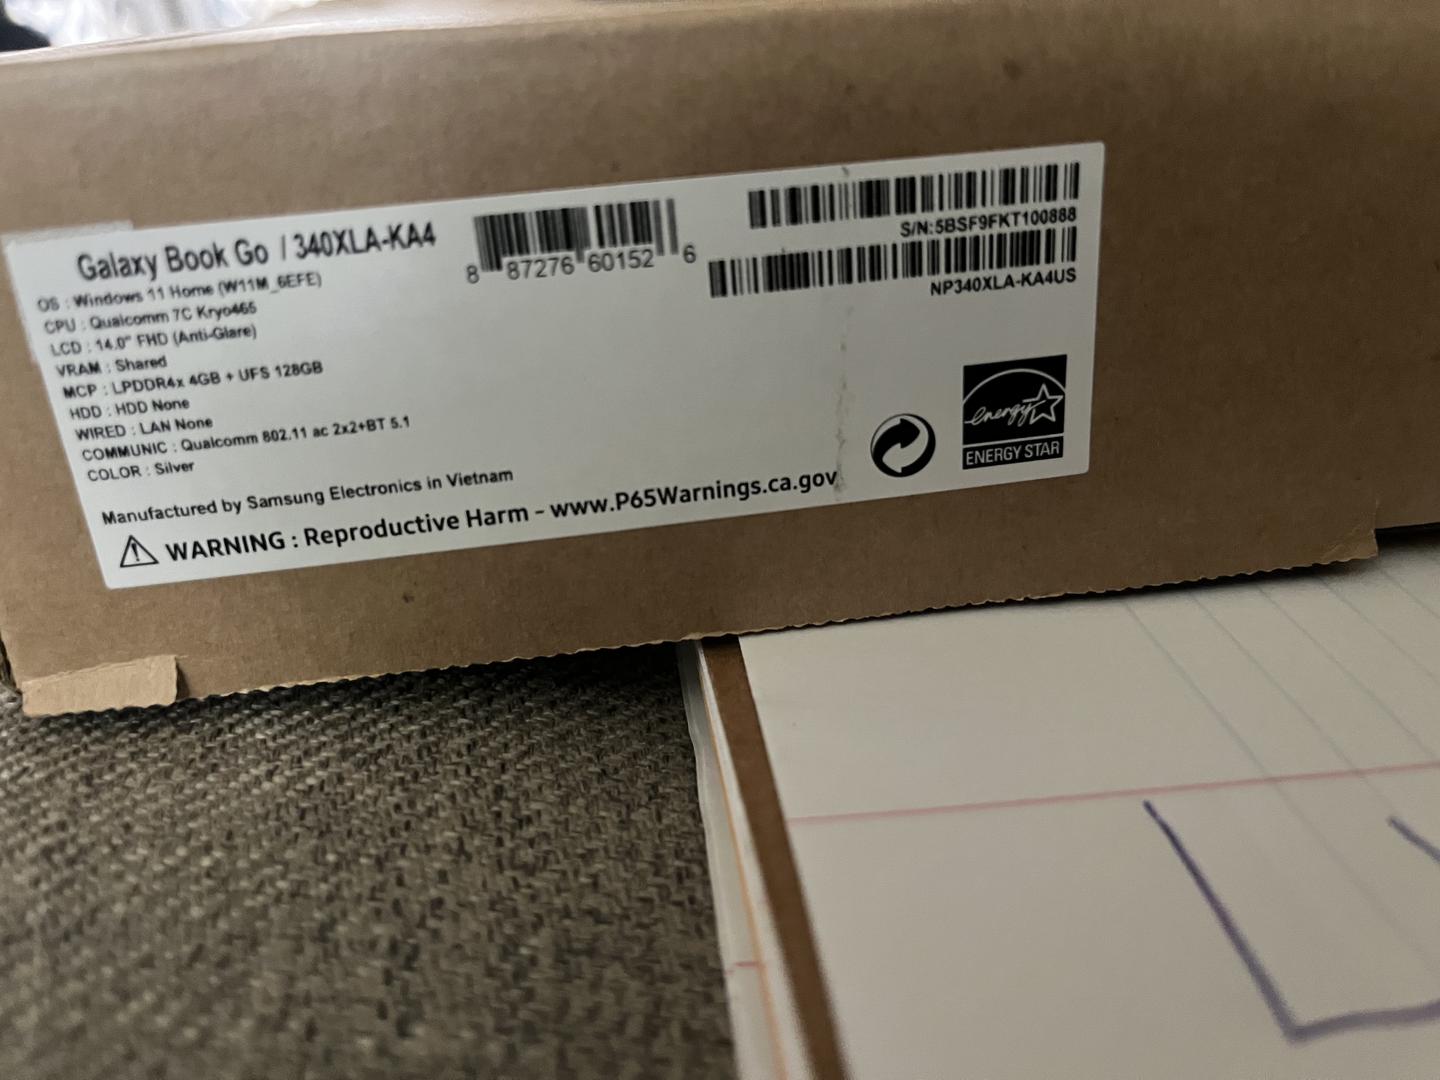 Galaxy Book Go / 340XLA-KA4
OS : Windows 11 Home (W11M_6EFE)
CPU : Qualcomm 7C Kryo465
LCD : 14.0" FHD (Anti-Glare)
VRAM : Shared
MCP : LPDDR4x 4GB + UFS 128GB
HDD : HDD None
WIRED : LAN None
COMMUNIC : Qualcomm 802.11 ac 2x2+BT 5.1
COLOR : Silver
Manufactured by Samsung Electronics in Vietnam
WARNING : Reproductive Harm - www.P65Warnings.ca.gov
8 87276 60152 6
S/N:5BSF9FKT100888
NP340XLA-KA4US
energy
ENERGY STAR